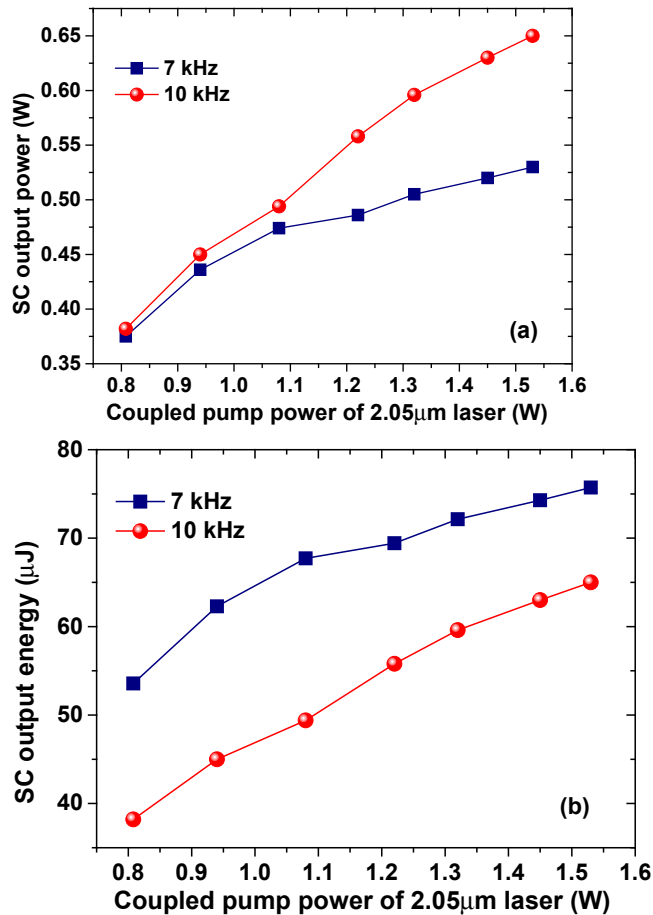 0.65
0.60
0.55
0.50
0.45
0.40
0.35
SC output power (W)
7 kHz
10 kHz
(a)
0.8 0.9 1.0 1.1 1.2 1.3 1.4 1.5 1.6
Coupled pump power of 2.05μm laser (W)
80
70
60
50
40
SC output energy (μJ)
7 kHz
10 kHz
(b)
0.8 0.9 1.0 1.1 1.2 1.3 1.4 1.5 1.6
Coupled pump power of 2.05μm laser (W)